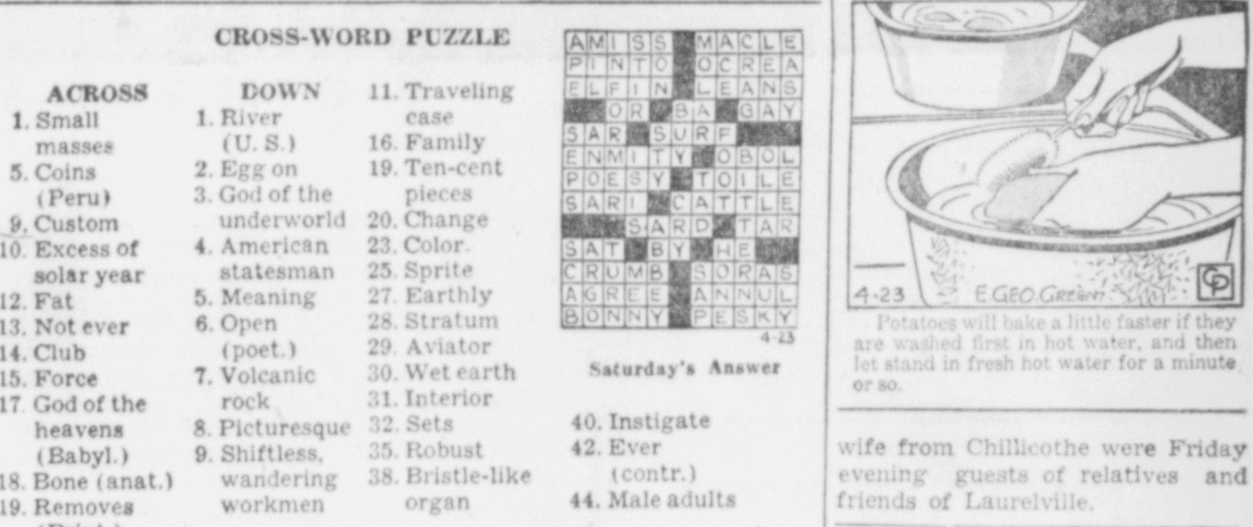 CROSS-WORD PUZZLE
ACROSS
1. Small
masses
5. Coins
(Peru)
9. Custom
10. Excess of
solar year
12. Fat
13. Not ever
14. Club
15. Force
17. God of the
heavens
(Babyl.)
18. Bone (anat.)
19. Removes
DOWN
1. River
(U. S.)
2. Egg on
3. God of the
underworld
4. American
statesman
5. Meaning
6. Open
(poet.)
7. Volcanic
rock
8. Picturesque
9. Shiftless,
wandering
workmen
11. Traveling
case
16. Family
19. Ten-cent
pieces
20. Change
23. Color.
25. Sprite
27. Earthly
28. Stratum
29. Aviator
30. Wet earth
31. Interior
32. Sets
35. Robust
38. Bristle-like
organ
AMISS MACLE
PINTO OCREA
ELFIN LEANS
OR BA GAY
SAR SURF
ENMITY OBOL
POESY TOILE
SARI CATTLE
SARD TAR
SAT BY HE
CRUMB SORAS
AGREE ANNUL
BONNY PESKY
4-23
Saturday's Answer
40. Instigate
42. Ever
(contr.)
44. Male adults
4-23 E. GEO. GREEN CP
Potatoes will bake a little faster if they
are washed first in hot water, and then
let stand in fresh hot water for a minute
or so.
wife from Chillicothe were Friday
evening guests of relatives and
friends of Laurelville.